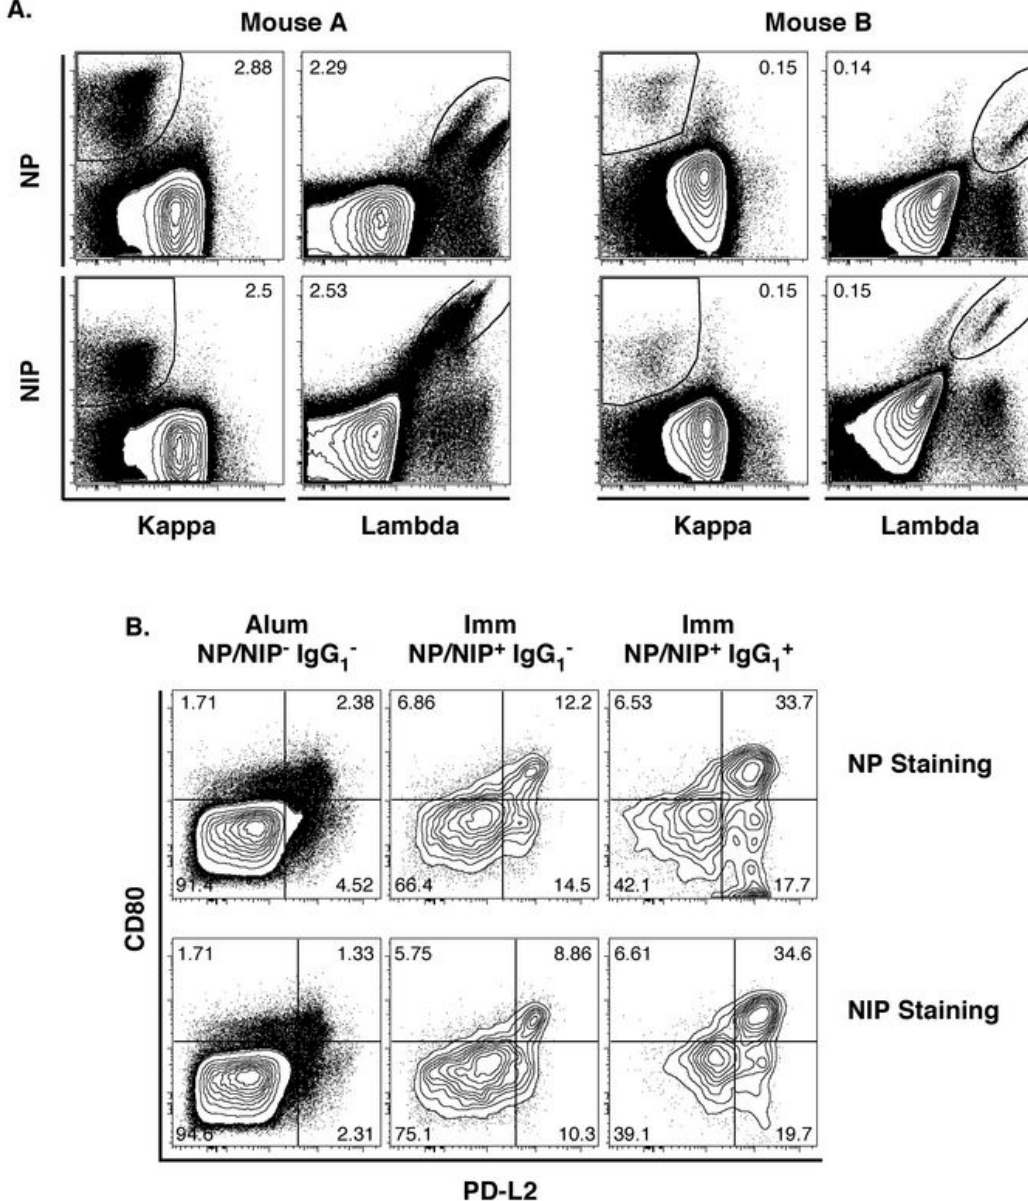 A.
Mouse A
Mouse B
NP
2.88
2.29
0.15
0.14
NIP
2.5
2.53
0.15
0.15
Kappa
Lambda
Kappa
Lambda
B.
Alum
NP/NIP⁻ IgG₁⁻
Imm
NP/NIP⁺ IgG₁⁻
Imm
NP/NIP⁺ IgG₁⁺
CD80
1.71
2.38
6.86
12.2
6.53
33.7
NP Staining
91.4
4.52
66.4
14.5
42.1
17.7
1.71
1.33
5.75
8.86
6.61
34.6
NIP Staining
94.6
2.31
75.1
10.3
39.1
19.7
PD-L2